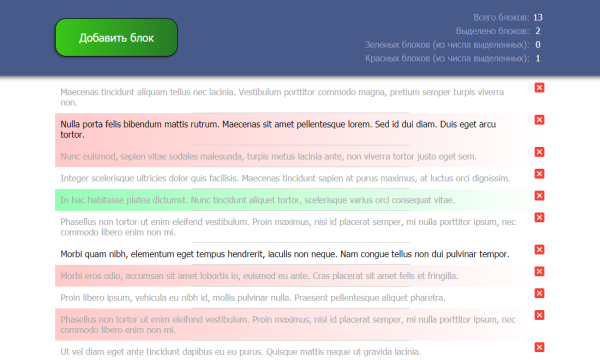 Добавить блок
Всего блоков: 13
Выделено блоков: 2
Зеленых блоков (из числа выделенных): 0
Красных блоков (из числа выделенных): 1
Maecenas tincidunt aliquam tellus nec lacinia. Vestibulum porttitor commodo magna, pretium semper turpis viverra
non.
Nulla porta felis bibendum mattis rutrum. Maecenas sit amet pellentesque lorem. Sed id dui diam. Duis eget arcu
tortor.
Nunc euismod, sapien vitae sodales malesuada, turpis metus lacinia ante, non viverra tortor justo eget sem.
Integer scelerisque ultricies dolor quis facilisis. Maecenas tincidunt sapien at purus maximus, at luctus orci dignissim.
In hac habitasse platea dictumst. Nunc tincidunt aliquet tortor, scelerisque varius orci consequat vitae.
Phasellus non tortor ut enim eleifend vestibulum. Proin maximus, nisi id placerat semper, mi nulla porttitor ipsum, nec
commodo libero enim non mi.
Morbi quam nibh, elementum eget tempus hendrerit, iaculis non neque. Nam congue tellus non dui pulvinar tempor.
Morbi eros odio, accumsan sit amet lobortis in, euismod eu ante. Cras placerat sit amet felis et fringilla.
Proin libero ipsum, vehicula eu nibh id, mollis pulvinar nulla. Praesent pellentesque aliquet pharetra.
Phasellus non tortor ut enim eleifend vestibulum. Proin maximus, nisi id placerat semper, mi nulla porttitor ipsum, nec
commodo libero enim non mi.
Ut vel diam eget ante tincidunt dapibus eu eu purus. Quisque mattis neque ut gravida lacinia.